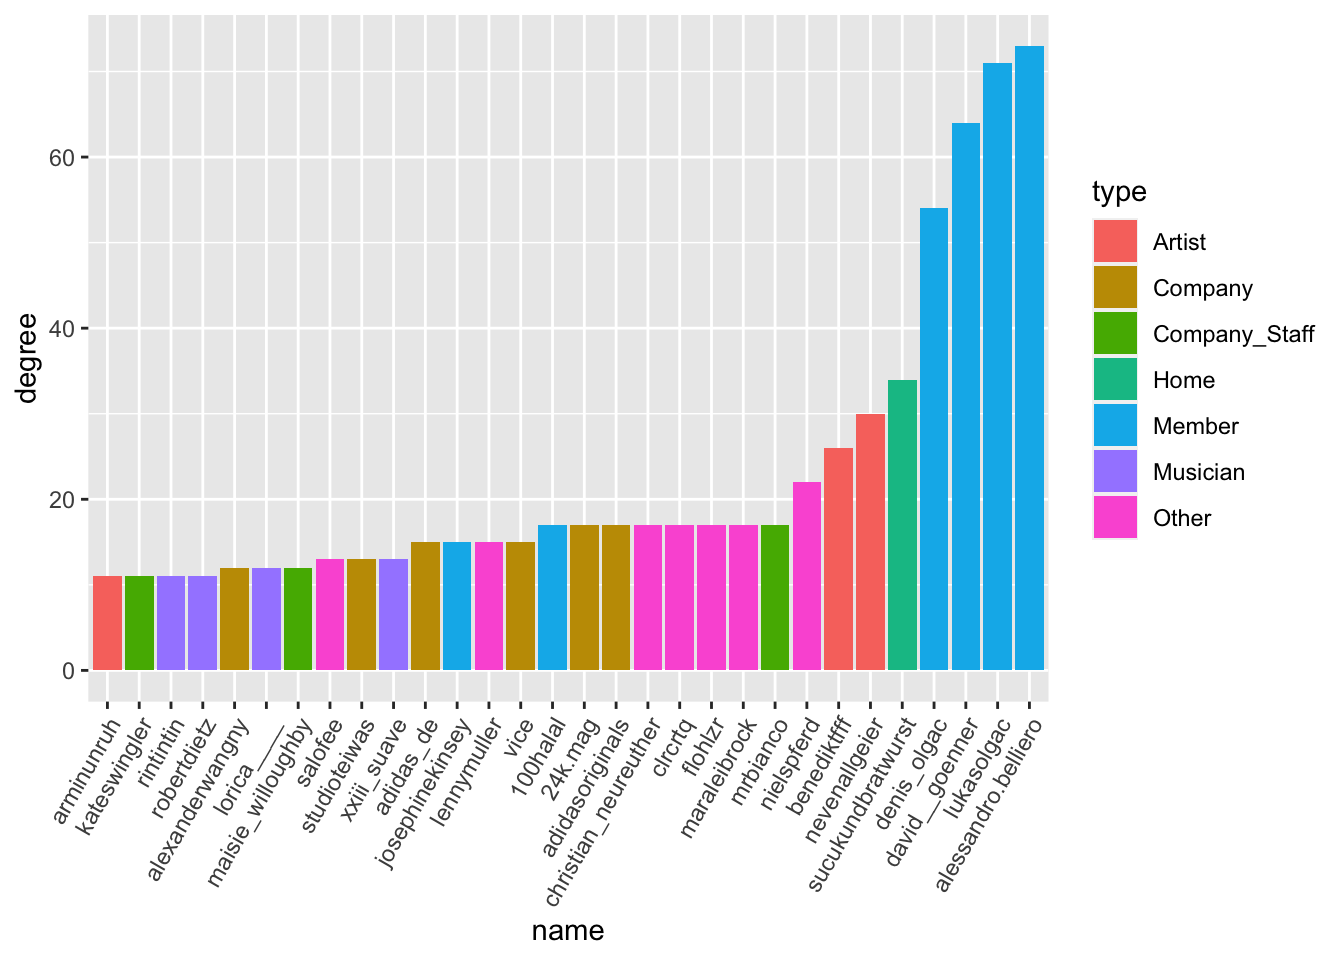 60
40
20
0
degree
arminunruh
kateswingler
rintintin
robertdietz
alexanderwangny
lorica____
maisie_willoughby
salofee
studioteiwas
xxiii_suave
adidas_de
josephinekinsey
lennymuller
vice
100halal
24k.mag
adidasoriginals
christian_neureuther
clrcrtq
flohlzr
maraleibrock
mrbianco
nielspferd
benediktfff
nevenallgeier
sucukundbratwurst
denis_olgac
david__goenner
lukasolgac
alessandro.belliero
name
type
Artist
Company
Company_Staff
Home
Member
Musician
Other